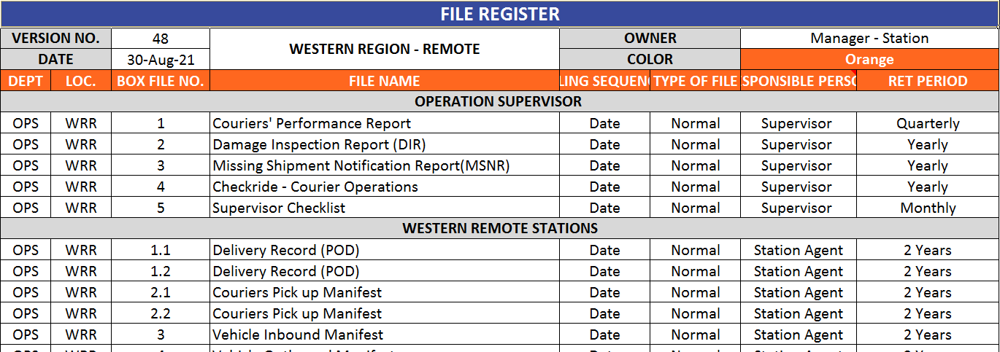 FILE REGISTER
VERSION NO. 48 WESTERN REGION - REMOTE OWNER Manager - Station
DATE 30-Aug-21 COLOR Orange
DEPT LOC. BOX FILE NO. FILE NAME LING SEQUEN TYPE OF FILE SPONSIBLE PERSO RET PERIOD
OPERATION SUPERVISOR
OPS WRR 1 Couriers' Performance Report Date Normal Supervisor Quarterly
OPS WRR 2 Damage Inspection Report (DIR) Date Normal Supervisor Yearly
OPS WRR 3 Missing Shipment Notification Report(MSNR) Date Normal Supervisor Yearly
OPS WRR 4 Checkride - Courier Operations Date Normal Supervisor Yearly
OPS WRR 5 Supervisor Checklist Date Normal Supervisor Monthly
WESTERN REMOTE STATIONS
OPS WRR 1.1 Delivery Record (POD) Date Normal Station Agent 2 Years
OPS WRR 1.2 Delivery Record (POD) Date Normal Station Agent 2 Years
OPS WRR 2.1 Couriers Pick up Manifest Date Normal Station Agent 2 Years
OPS WRR 2.2 Couriers Pick up Manifest Date Normal Station Agent 2 Years
OPS WRR 3 Vehicle Inbound Manifest Date Normal Station Agent 2 Years